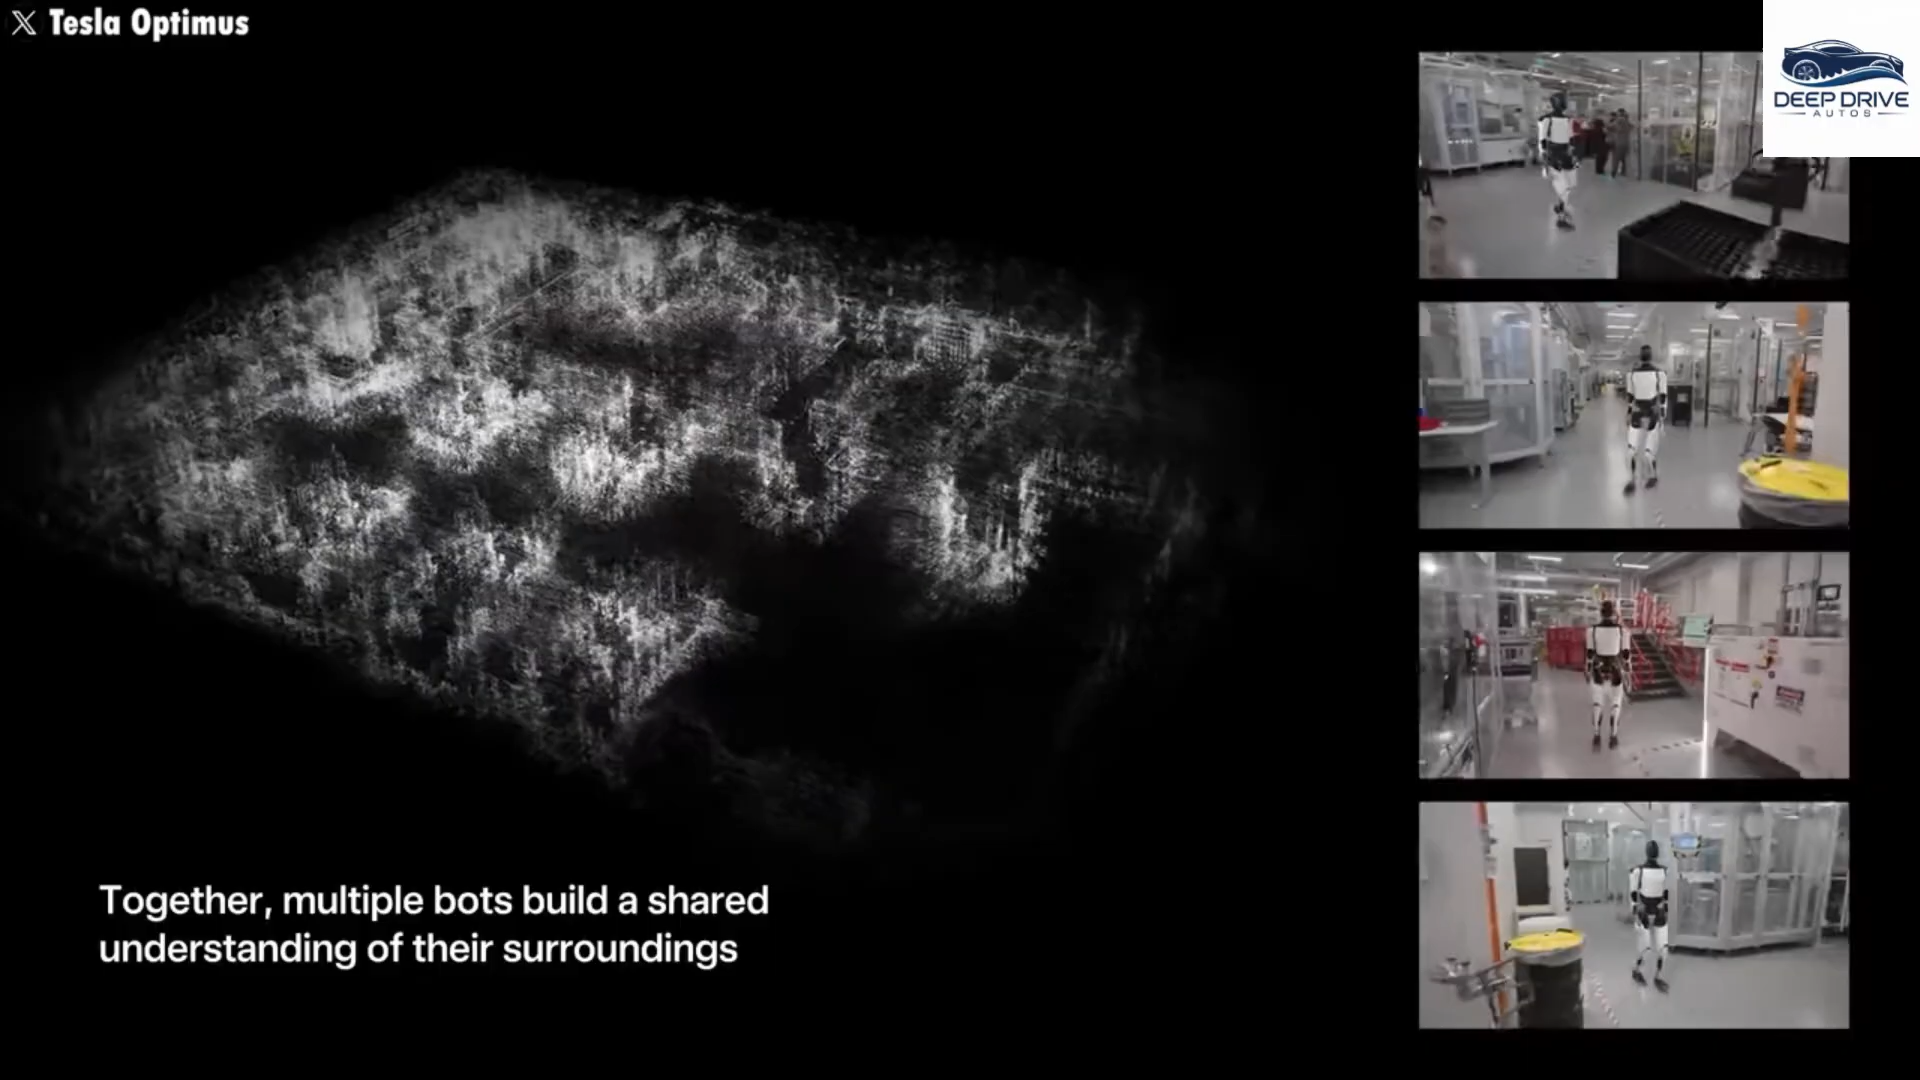 X Tesla Optimus
DEEP DRIVE
AUTOS
Together, multiple bots build a shared
understanding of their surroundings